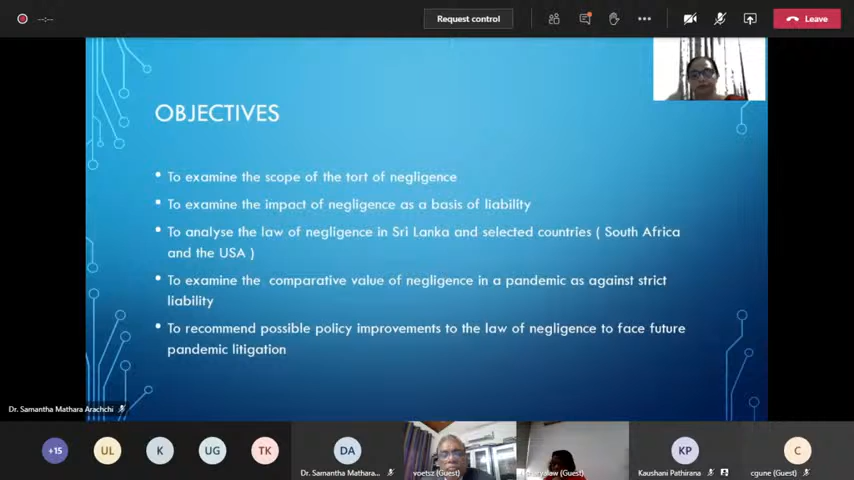 --:--
Request control
Leave
OBJECTIVES
• To examine the scope of the tort of negligence
• To examine the impact of negligence as a basis of liability
• To analyse the law of negligence in Sri Lanka and selected countries ( South Africa
and the USA )
• To examine the comparative value of negligence in a pandemic as against strict
liability
• To recommend possible policy improvements to the law of negligence to face future
pandemic litigation
Dr. Samantha Mathara Arachchi
+15
UL
K
UG
TK
DA
Dr. Samantha Mathara...
voetsz (Guest)
(Guest)
KP
Kaushani Pathirana
C
cgune (Guest)